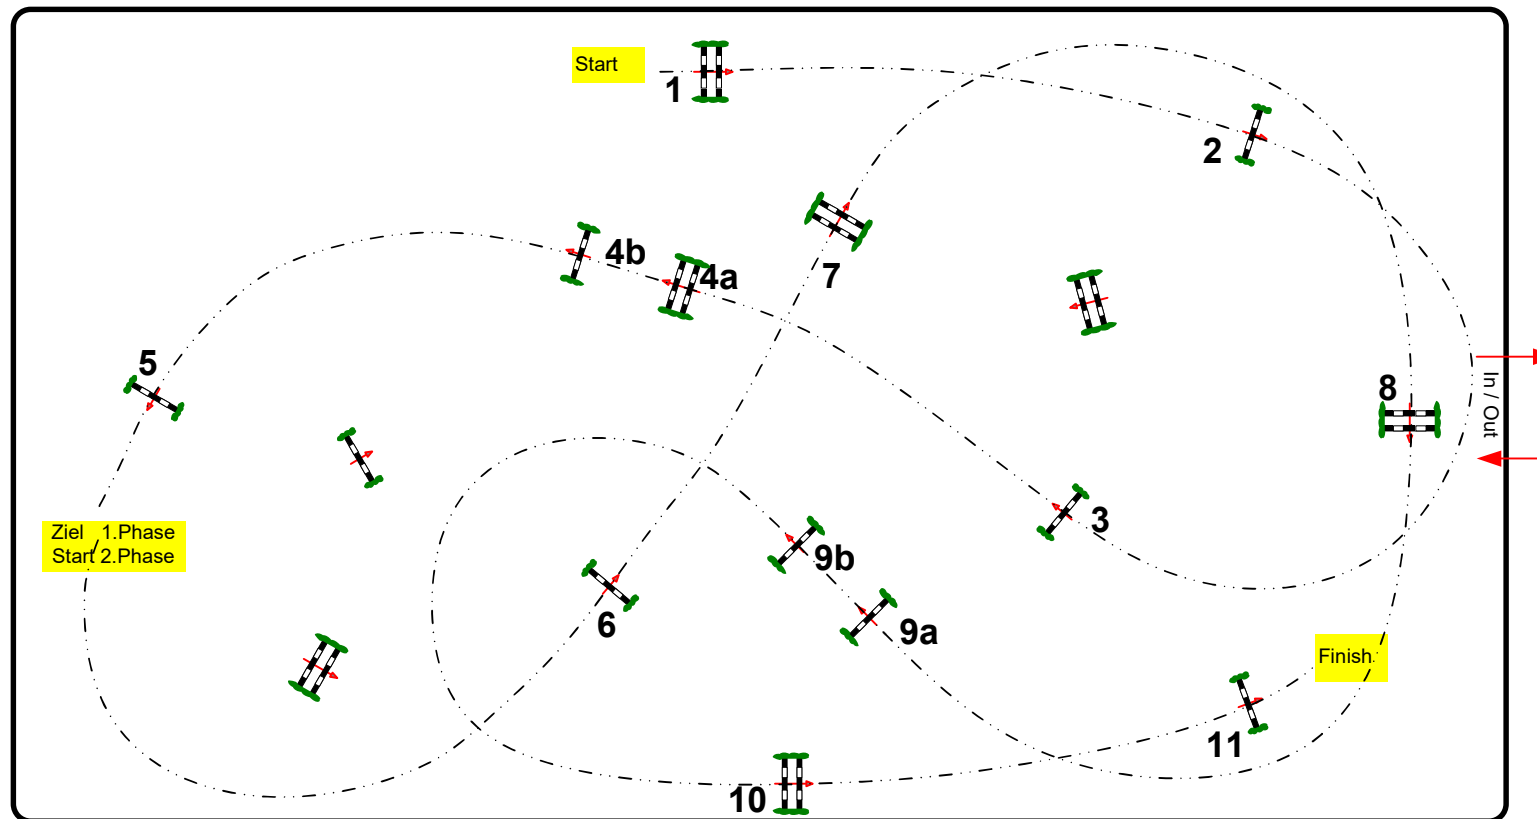 Start
1
2
7
4b
4a
5
8
In / Out
3
Ziel 1.Phase
Start 2.Phase
9b
6
9a
Finish
11
10